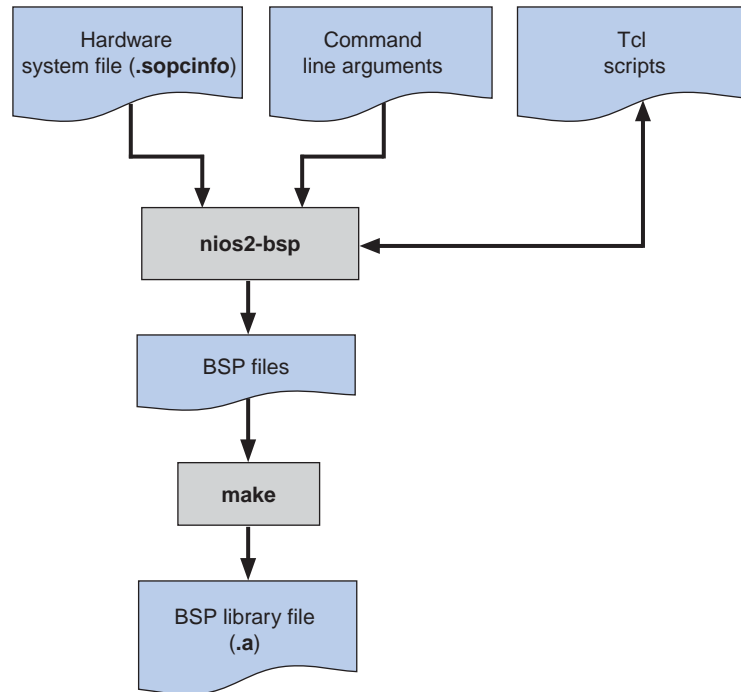 Hardware
system file (.sopcinfo)
Command
line arguments
Tcl
scripts
nios2-bsp
BSP files
make
BSP library file
(.a)